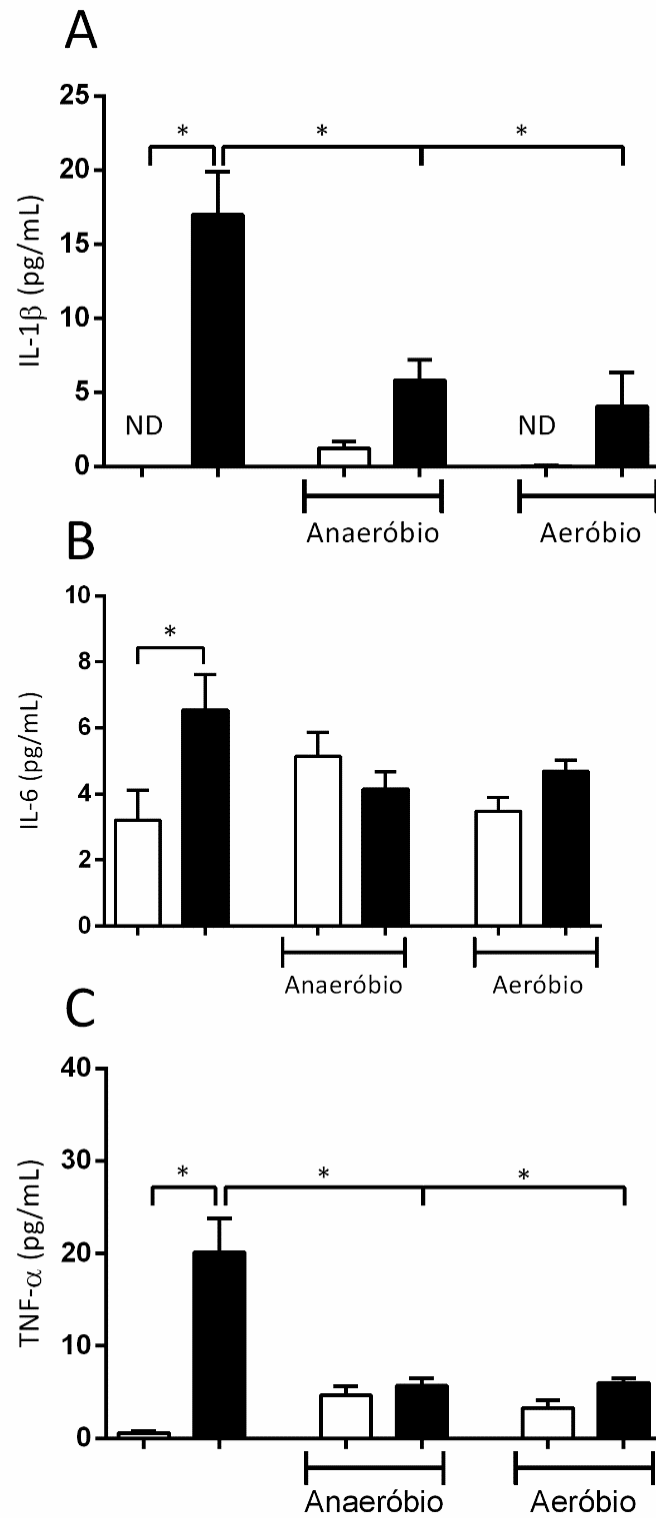 A
25
* * *
20
15
IL-1β (pg/mL)
10
5
ND ND
0
Anaeróbio Aeróbio
B
10
*
8
6
IL-6 (pg/mL)
4
2
0
Anaeróbio Aeróbio
C
40
30
* * *
TNF-α (pg/mL)
20
10
0
Anaeróbio Aeróbio